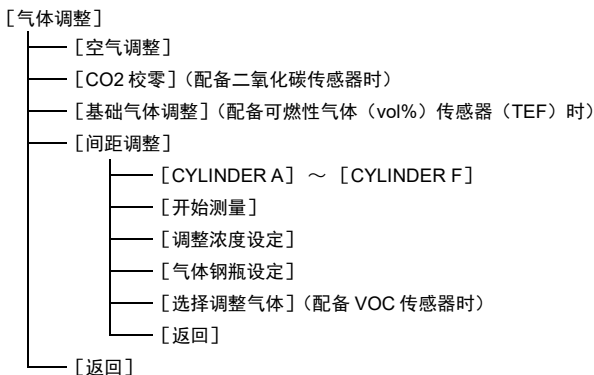 ［气体调整］
［空气调整］
［CO2 校零］（配备二氧化碳传感器时）
［基础气体调整］（配备可燃性气体（vol%）传感器（TEF）时）
［间距调整］
［CYLINDER A］ ～ ［CYLINDER F］
［开始测量］
［调整浓度设定］
［气体钢瓶设定］
［选择调整气体］（配备 VOC 传感器时）
［返回］
［返回］